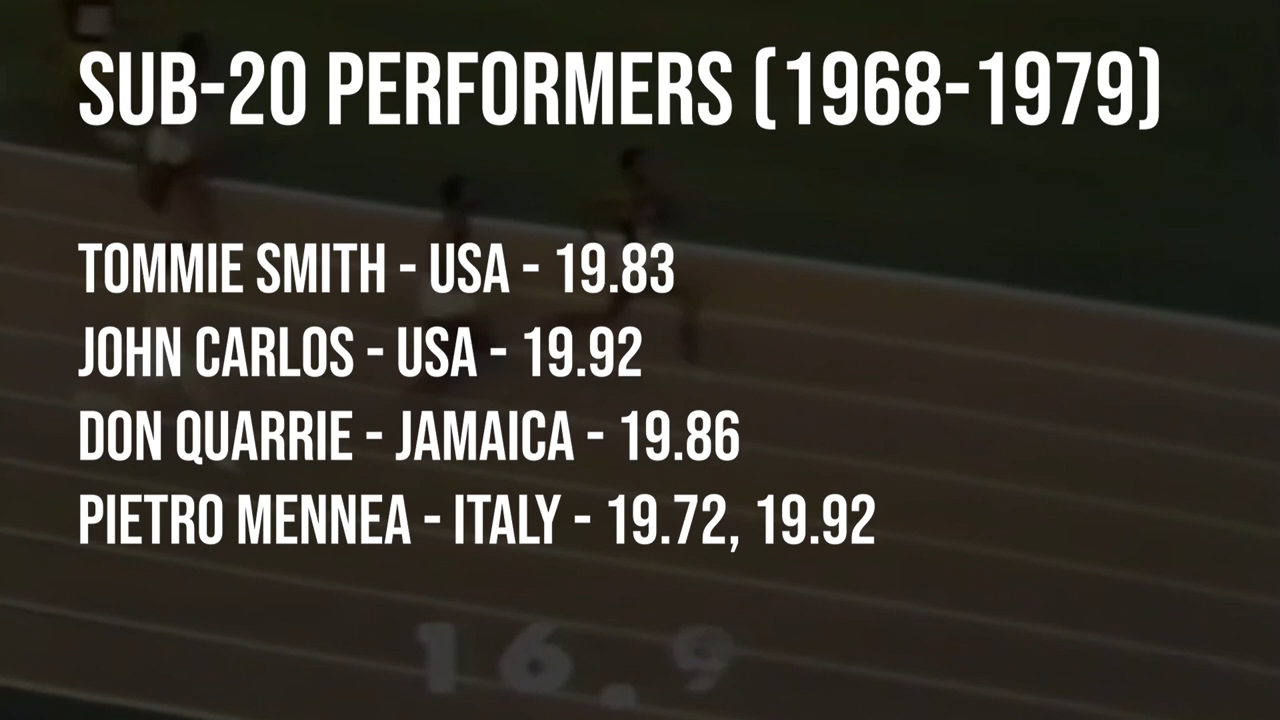 SUB-20 PERFORMERS (1968-1979)
TOMMIE SMITH - USA - 19.83
JOHN CARLOS - USA - 19.92
DON QUARRIE - JAMAICA - 19.86
PIETRO MENNEA - ITALY - 19.72, 19.92
16.9